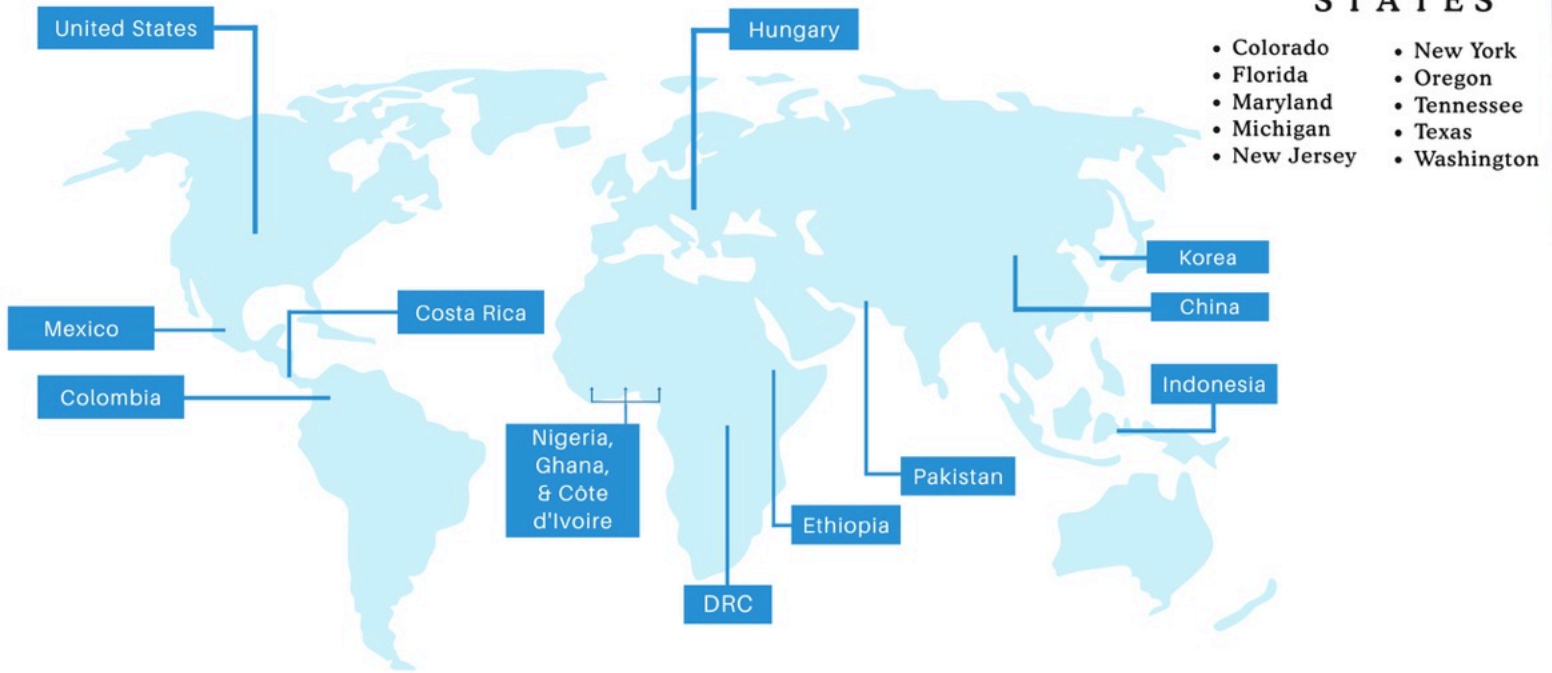 STATES
• Colorado
• Florida
• Maryland
• Michigan
• New Jersey
• New York
• Oregon
• Tennessee
• Texas
• Washington
United States
Hungary
Korea
China
Costa Rica
Mexico
Colombia
Indonesia
Nigeria,
Ghana,
& Côte
d'Ivoire
Pakistan
Ethiopia
DRC